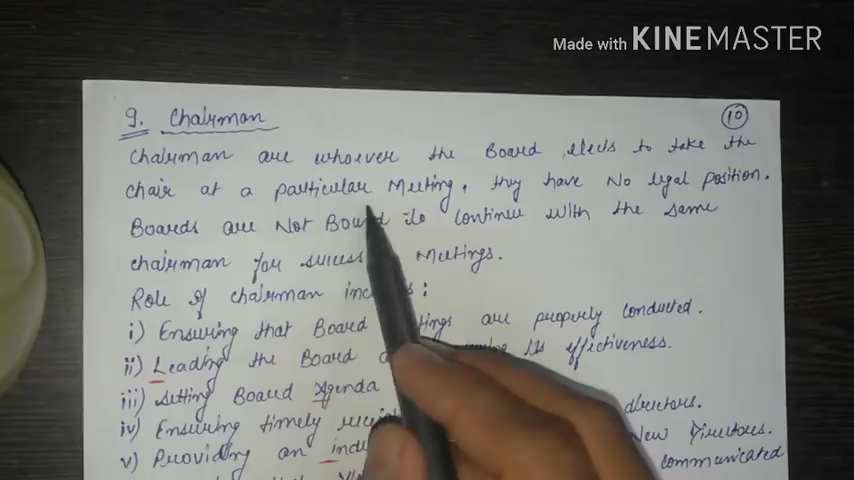 Made with KINEMASTER
9. Chairman
10
Chairman are whoever the Board elects to take the
chair at a particular Meeting. they have No legal position.
Boards are Not Bound to continue with the same
chairman for Meetings.
Role of chairman
i) Ensuring that Board are properly conducted.
ii) Leading the Board its effectiveness.
iii) Setting Board Agenda
iv) Ensuring timely directors.
v) Providing an New Directors.
communicated